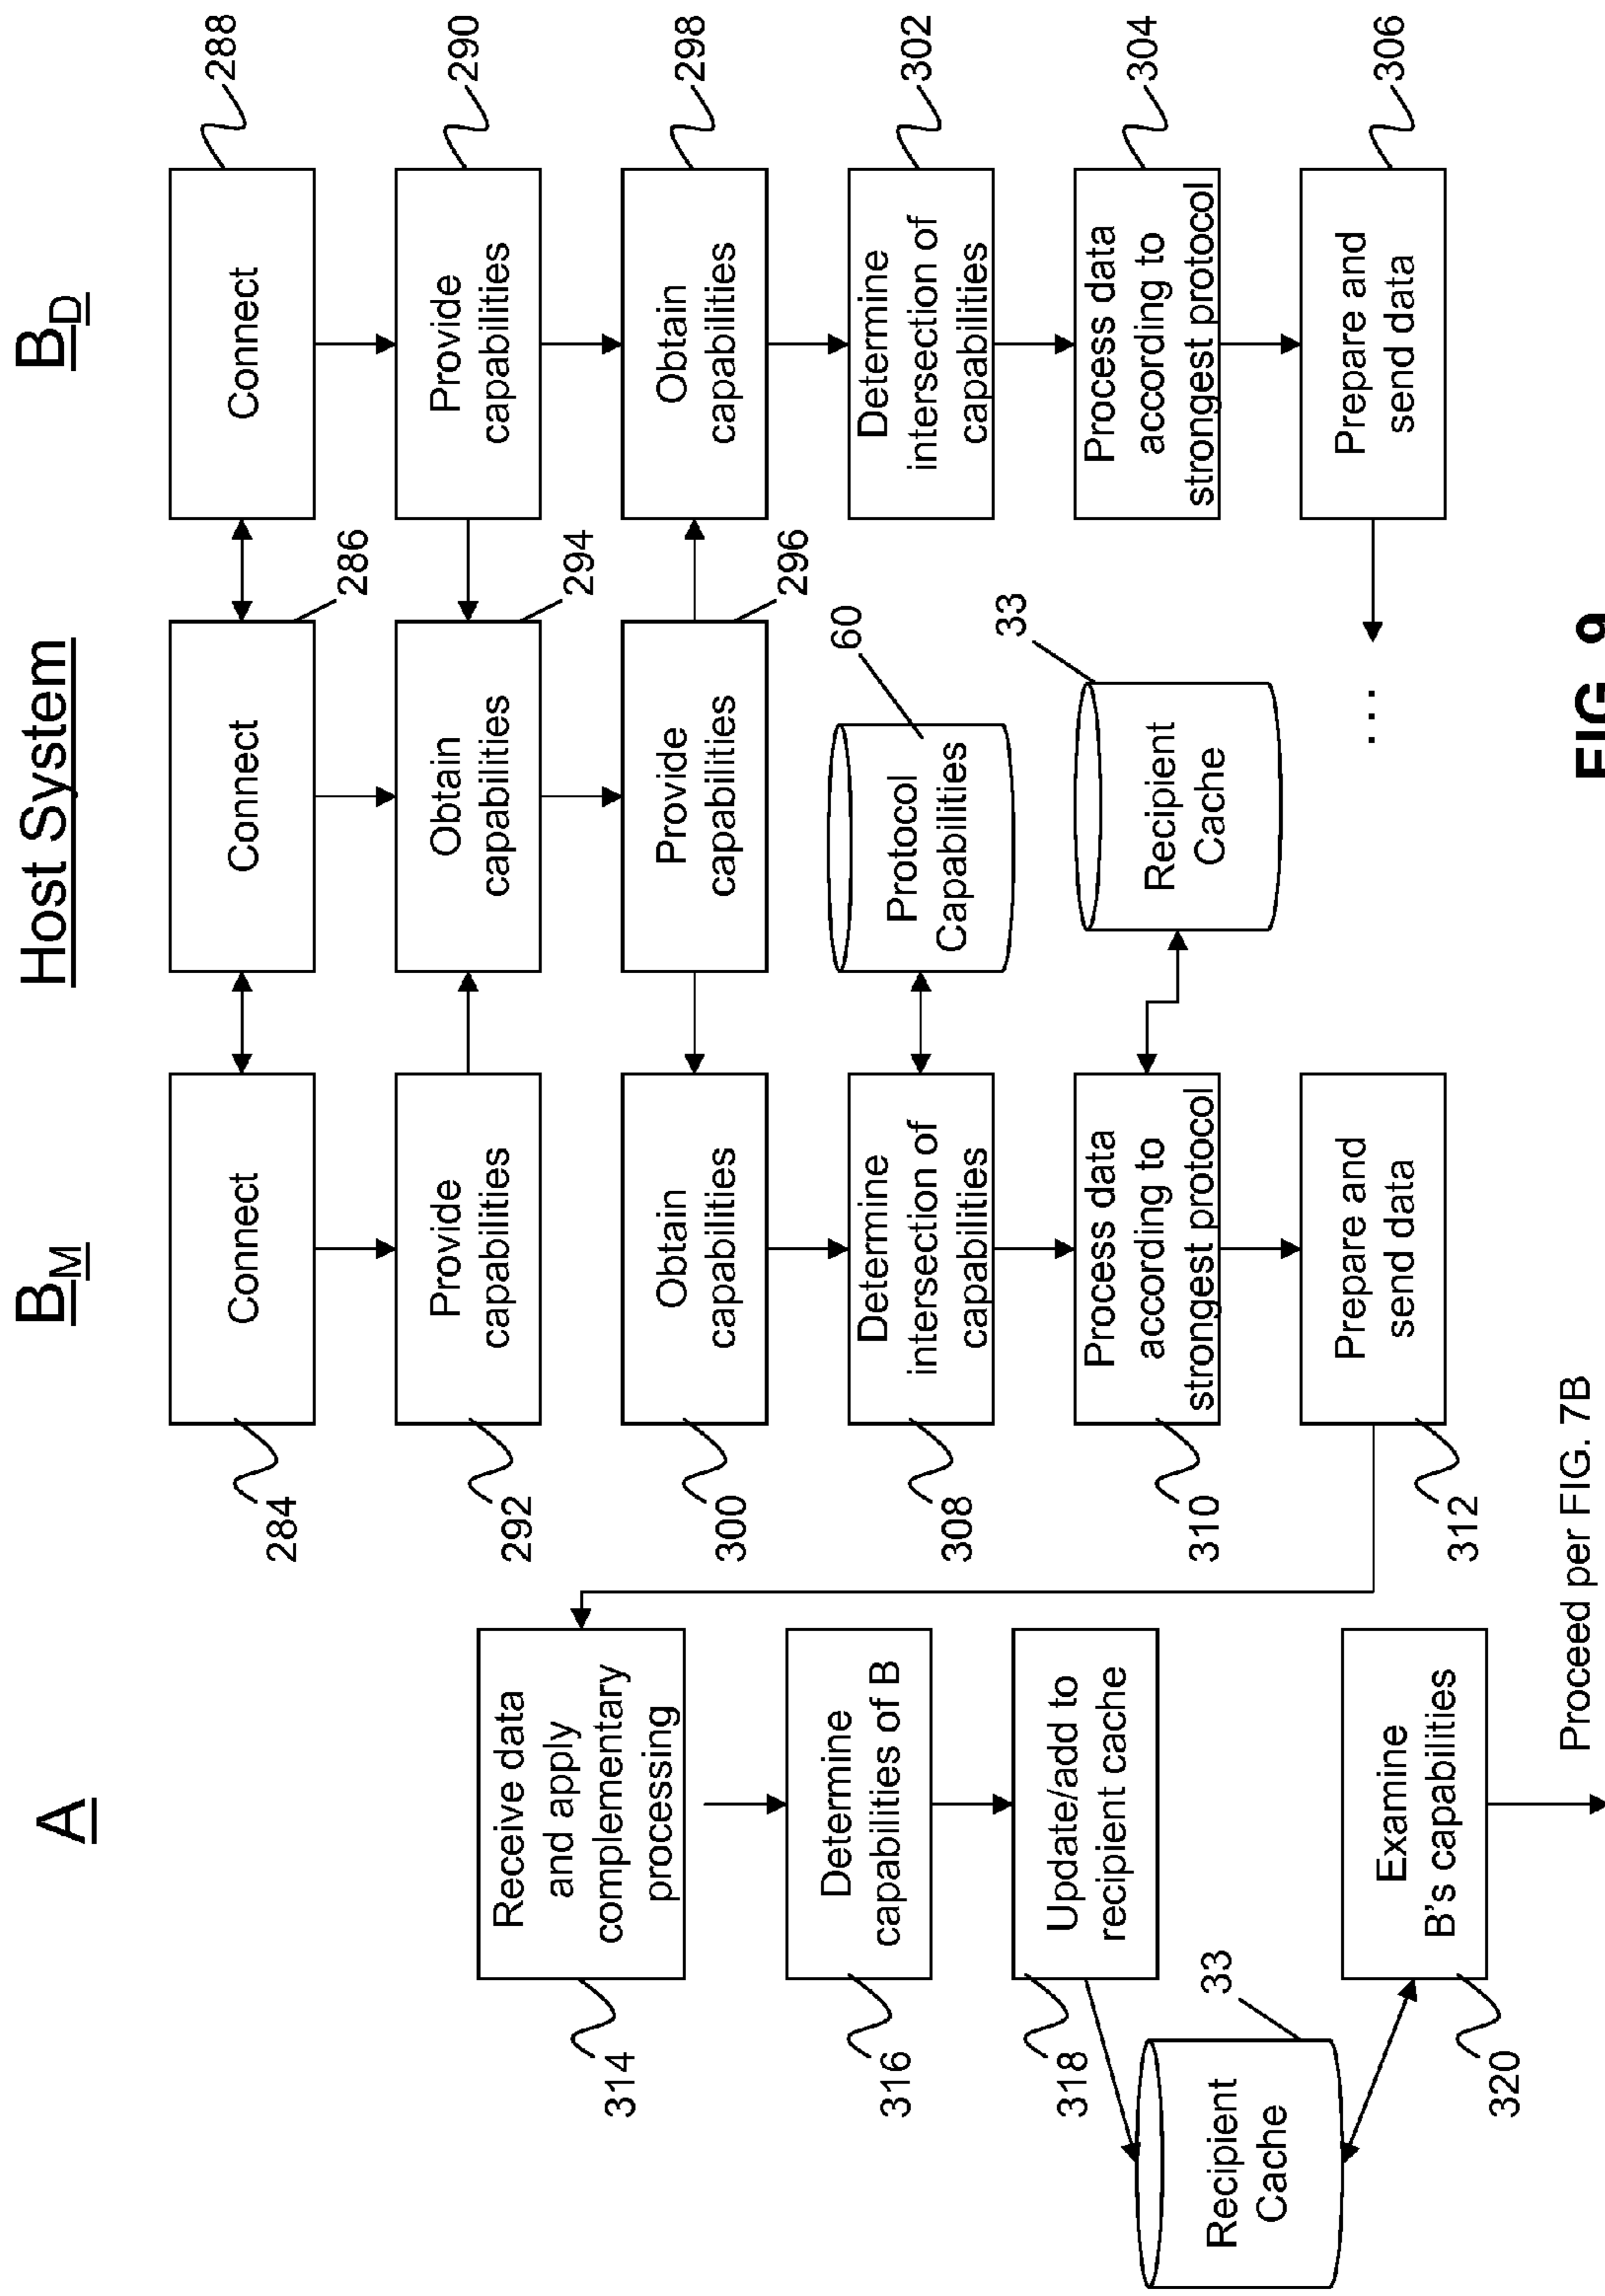 A
B_M
Host System
B_D
Connect
284
Connect
286
Connect
288
Provide
capabilities
292
Obtain
capabilities
294
Provide
capabilities
290
Obtain
capabilities
300
Provide
capabilities
296
Obtain
capabilities
298
Determine
intersection of
capabilities
308
Protocol
Capabilities
60
Determine
intersection of
capabilities
302
Process data
according to
strongest protocol
310
Recipient
Cache
33
Process data
according to
strongest protocol
304
Prepare and
send data
312
. . .
Prepare and
send data
306
Receive data
and apply
complementary
processing
314
Determine
capabilities of B
316
Update/add to
recipient cache
318
Recipient
Cache
33
Examine
B's capabilities
320
Proceed per FIG. 7B
FIG. 9